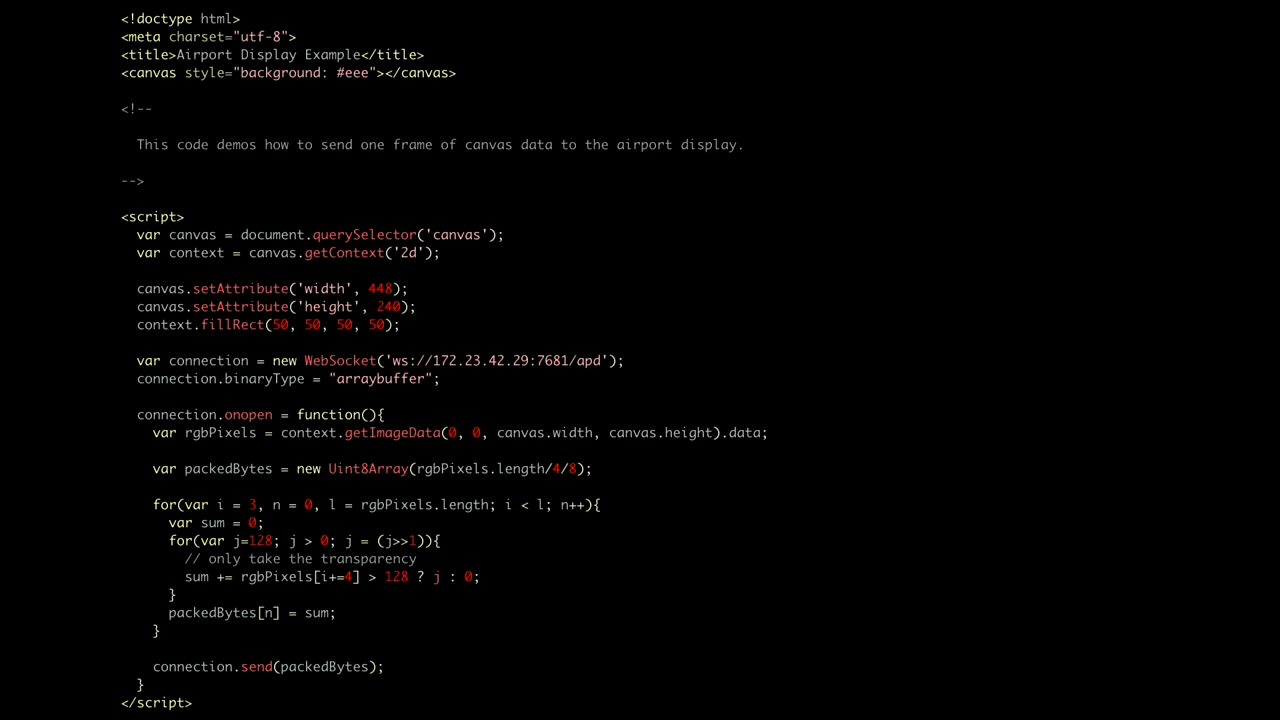 <!doctype html>
<meta charset="utf-8">
<title>Airport Display Example</title>
<canvas style="background: #eee"></canvas>
<!--
This code demos how to send one frame of canvas data to the airport display.
-->
<script>
var canvas = document.querySelector('canvas');
var context = canvas.getContext('2d');
canvas.setAttribute('width', 448);
canvas.setAttribute('height', 240);
context.fillRect(50, 50, 50, 50);
var connection = new WebSocket('ws://172.23.42.29:7681/apd');
connection.binaryType = "arraybuffer";
connection.onopen = function(){
var rgbPixels = context.getImageData(0, 0, canvas.width, canvas.height).data;
var packedBytes = new Uint8Array(rgbPixels.length/4/8);
for(var i = 3, n = 0, l = rgbPixels.length; i < l; n++){
var sum = 0;
for(var j=128; j > 0; j = (j>>1)){
// only take the transparency
sum += rgbPixels[i+=4] > 128 ? j : 0;
}
packedBytes[n] = sum;
}
connection.send(packedBytes);
}
</script>